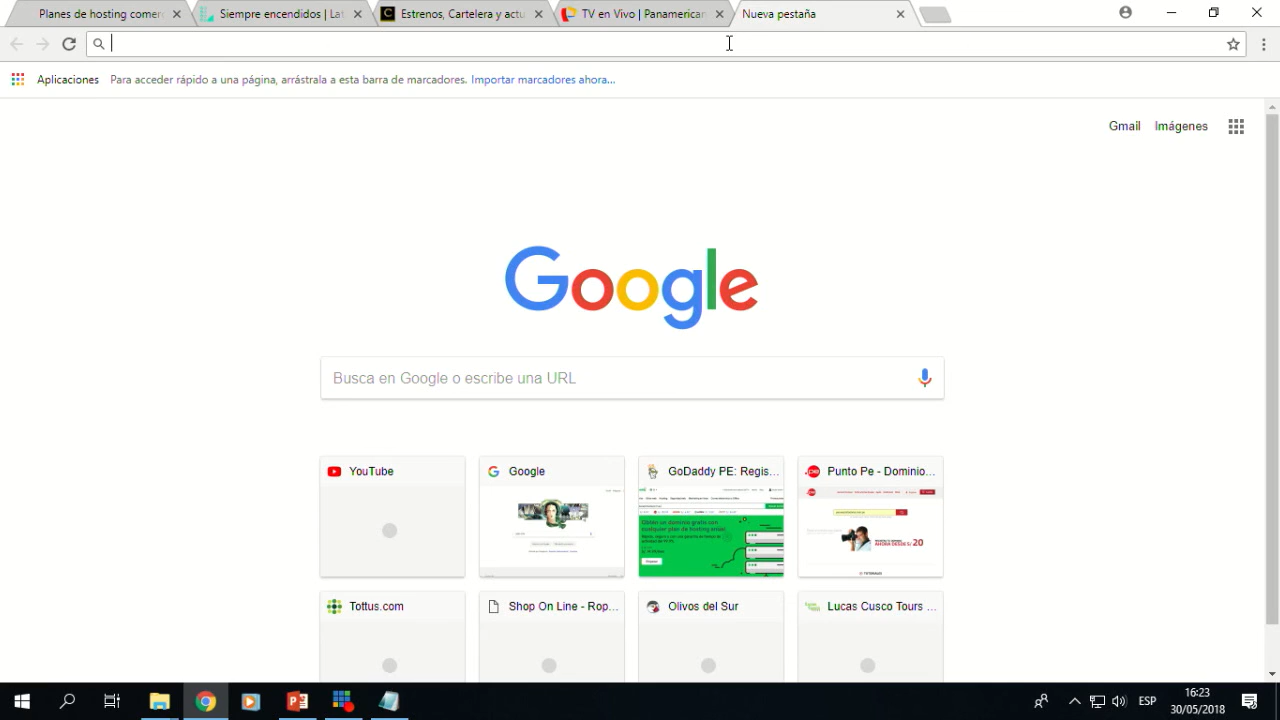 Plans de hosting comerc
Siempre encendidos | Lat
Estrenos, Cartelera y actu
TV en Vivo | Panamerican
Nueva pestaña
Aplicaciones
Para acceder rápido a una página, arrástrala a esta barra de marcadores. Importar marcadores ahora...
Gmail
Imágenes
Google
Busca en Google o escribe una URL
YouTube
Google
GoDaddy PE: Regis...
Punto Pe - Dominio...
Tottus.com
Shop On Line - Rop...
Olivos del Sur
Lucas Cusco Tours ...
ESP
16:23
30/05/2018